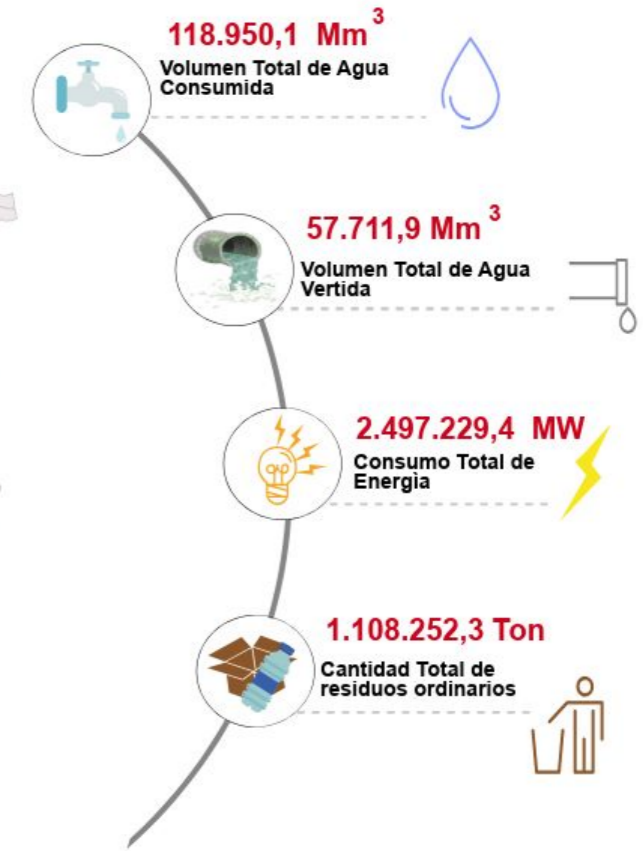 118.950,1 Mm³
Volumen Total de Agua
Consumida
57.711,9 Mm³
Volumen Total de Agua
Vertida
2.497.229,4 MW
Consumo Total de
Energìa
1.108.252,3 Ton
Cantidad Total de
residuos ordinarios